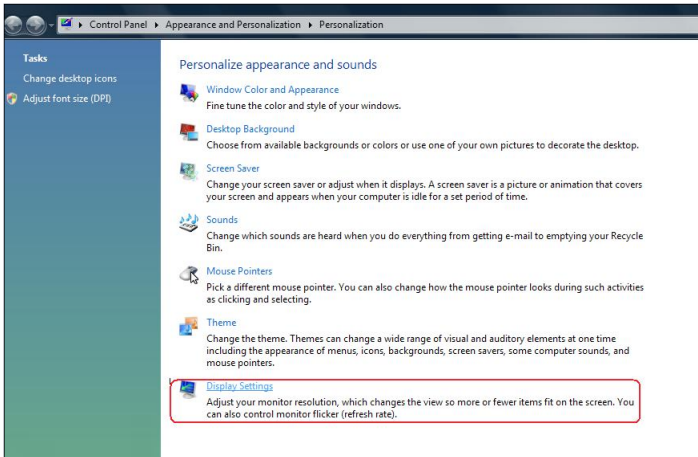 Control Panel ▸ Appearance and Personalization ▸ Personalization
Tasks
Change desktop icons
Adjust font size (DPI)
Personalize appearance and sounds
Window Color and Appearance
Fine tune the color and style of your windows.
Desktop Background
Choose from available backgrounds or colors or use one of your own pictures to decorate the desktop.
Screen Saver
Change your screen saver or adjust when it displays. A screen saver is a picture or animation that covers
your screen and appears when your computer is idle for a set period of time.
Sounds
Change which sounds are heard when you do everything from getting e-mail to emptying your Recycle
Bin.
Mouse Pointers
Pick a different mouse pointer. You can also change how the mouse pointer looks during such activities
as clicking and selecting.
Theme
Change the theme. Themes can change a wide range of visual and auditory elements at one time
including the appearance of menus, icons, backgrounds, screen savers, some computer sounds, and
mouse pointers.
Display Settings
Adjust your monitor resolution, which changes the view so more or fewer items fit on the screen. You
can also control monitor flicker (refresh rate).